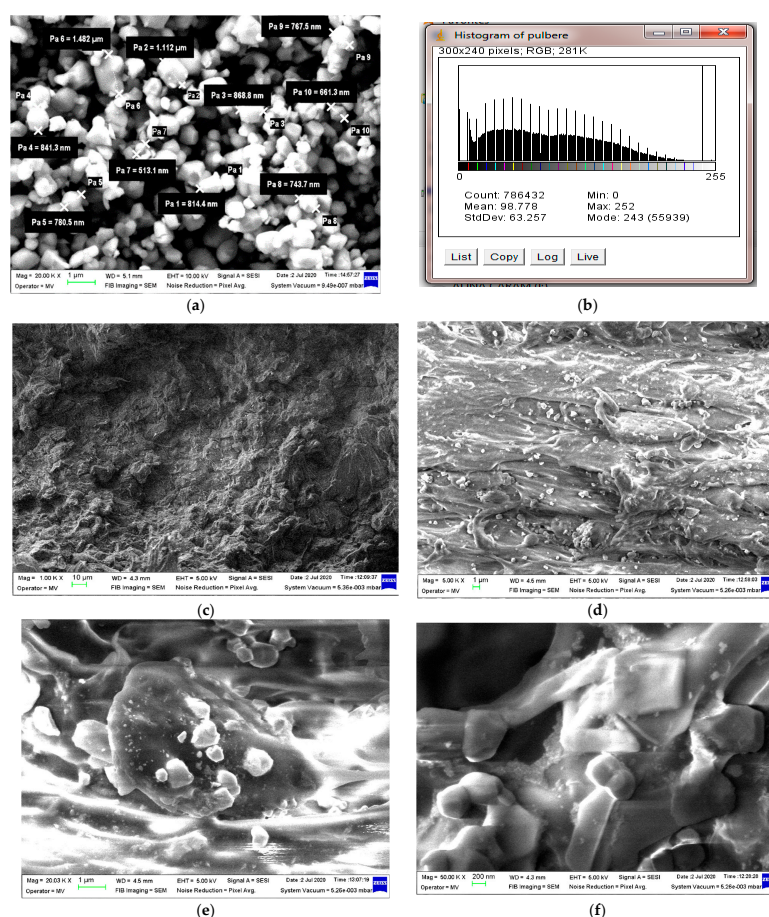 Pa 9 = 767.5 nm
Pa 6 = 1.482 µm
Pa 2 = 1.112 µm
Pa 9
Pa 3 = 868.8 nm
Pa 10 = 661.3 nm
Pa 4
Pa 2
Pa 6
Pa 3
Pa 7
Pa 10
Pa 4 = 841.3 nm
Pa 7 = 513.1 nm
Pa 1
Pa 8 = 743.7 nm
Pa 5
Pa 1 = 814.4 nm
Pa 5 = 780.5 nm
Pa 8
Mag = 20.00 K X 1 µm WD = 5.1 mm EHT = 10.00 kV Signal A = SESI Date :2 Jul 2020 Time :14:57:27
Operator = MV FIB Imaging = SEM Noise Reduction = Pixel Avg. System Vacuum = 9.49e-007 mbar
ZEISS
(a)
Histogram of pulbere
300x240 pixels; RGB; 281K
0 255
Count: 786432 Min: 0
Mean: 98.778 Max: 252
StdDev: 63.257 Mode: 243 (55939)
List Copy Log Live
(b)
Mag = 1.00 K X 10 µm WD = 4.3 mm EHT = 5.00 kV Signal A = SESI Date :2 Jul 2020 Time :12:09:37
Operator = MV FIB Imaging = SEM Noise Reduction = Pixel Avg. System Vacuum = 5.35e-003 mbar
ZEISS
(c)
Mag = 5.00 K X 1 µm WD = 4.5 mm EHT = 5.00 kV Signal A = SESI Date :2 Jul 2020 Time :12:58:03
Operator = MV FIB Imaging = SEM Noise Reduction = Pixel Avg. System Vacuum = 5.26e-003 mbar
(d)
Mag = 20.03 K X 1 µm WD = 4.5 mm EHT = 5.00 kV Signal A = SESI Date :2 Jul 2020 Time :13:07:19
Operator = MV FIB Imaging = SEM Noise Reduction = Pixel Avg. System Vacuum = 5.25e-003 mbar
ZEISS
(e)
Mag = 50.00 K X 200 nm WD = 4.3 mm EHT = 5.00 kV Signal A = SESI Date :2 Jul 2020 Time :12:20:20
Operator = MV FIB Imaging = SEM Noise Reduction = Pixel Avg. System Vacuum = 5.28e-003 mbar
(f)